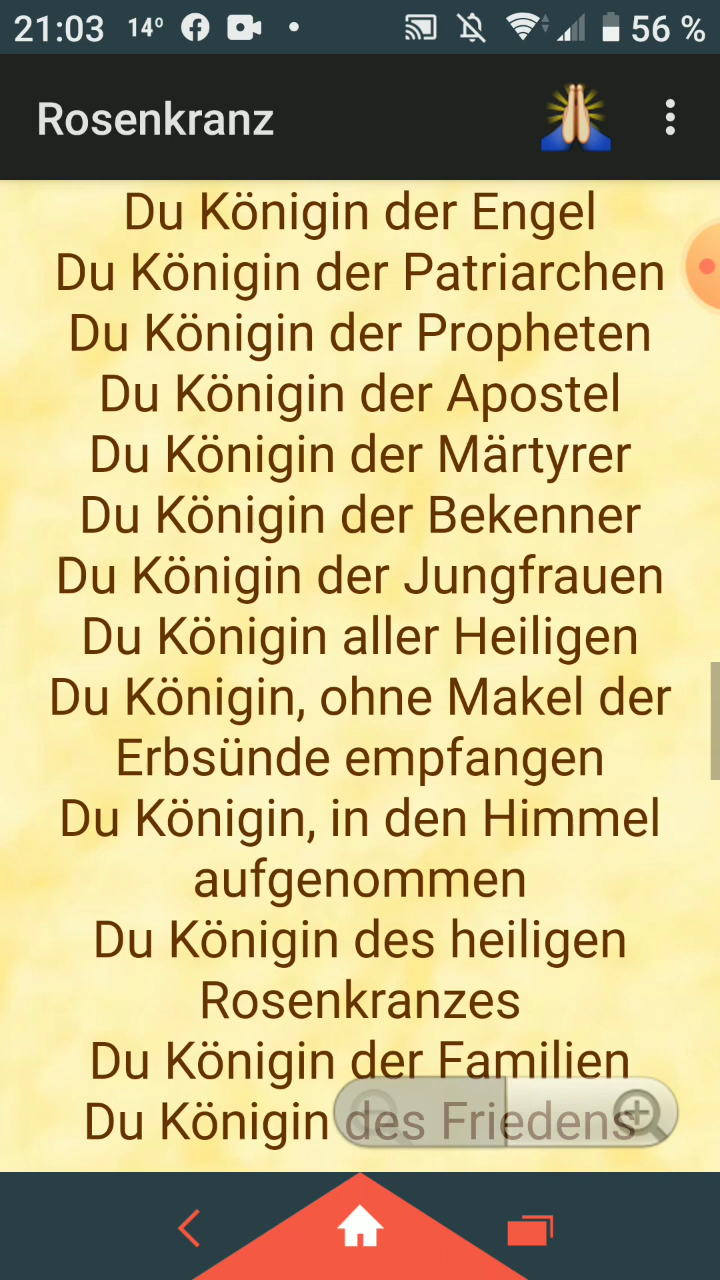 21:03 14° 56 %
Rosenkranz
Du Königin der Engel
Du Königin der Patriarchen
Du Königin der Propheten
Du Königin der Apostel
Du Königin der Märtyrer
Du Königin der Bekenner
Du Königin der Jungfrauen
Du Königin aller Heiligen
Du Königin, ohne Makel der
Erbsünde empfangen
Du Königin, in den Himmel
aufgenommen
Du Königin des heiligen
Rosenkranzes
Du Königin der Familien
Du Königin des Friedens